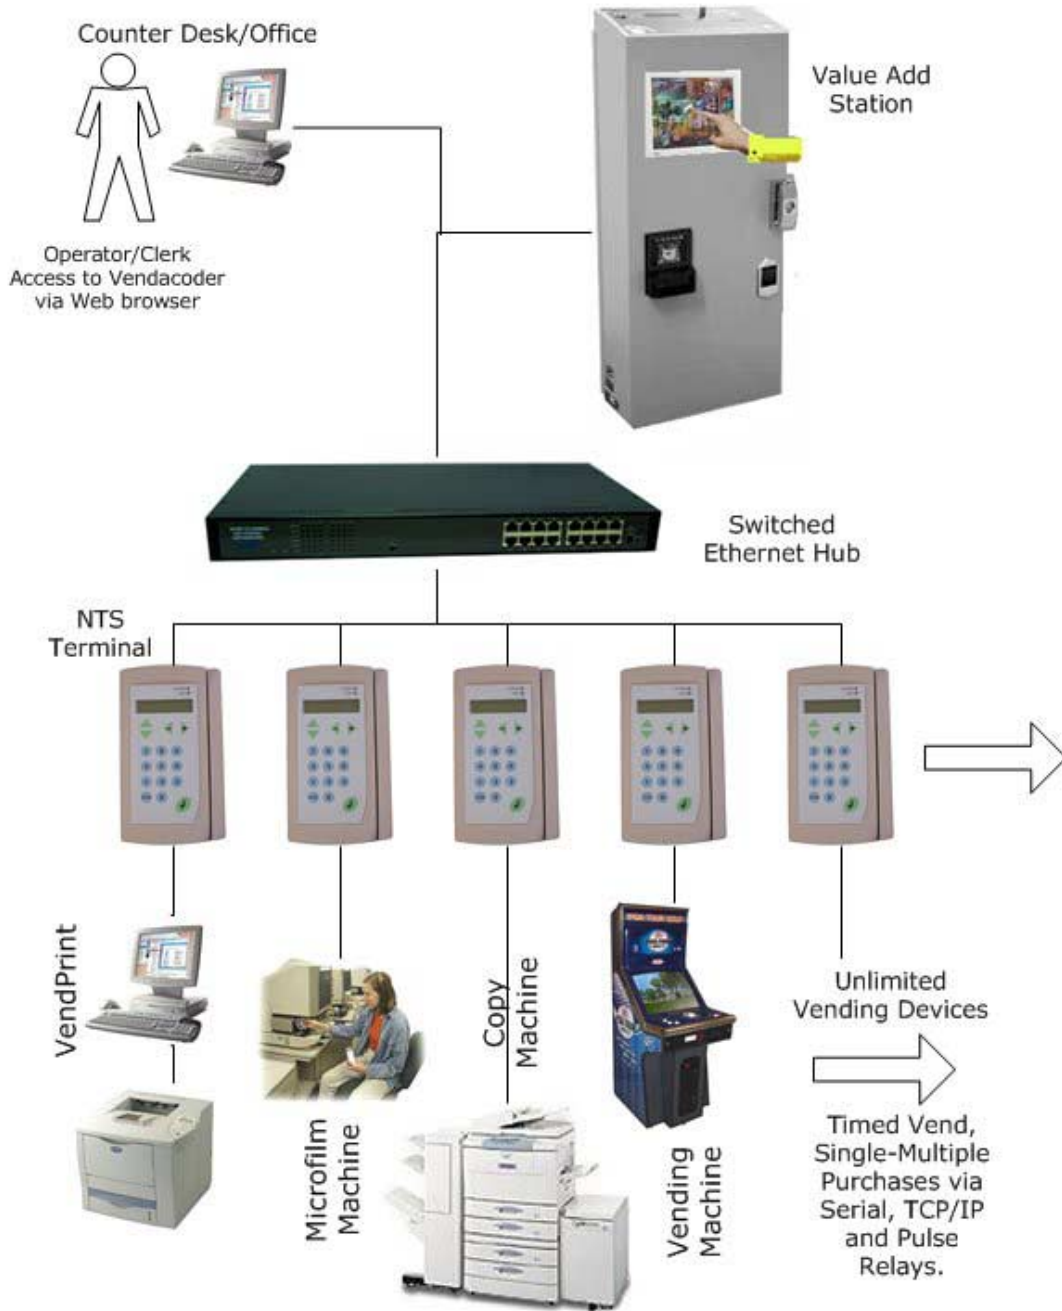 Counter Desk/Office
Value Add
Station
Operator/Clerk
Access to Vendacoder
via Web browser
Switched
Ethernet Hub
NTS
Terminal
VendPrint
Microfilm
Machine
Copy
Machine
Vending
Machine
Unlimited
Vending Devices
Timed Vend,
Single-Multiple
Purchases via
Serial, TCP/IP
and Pulse
Relays.